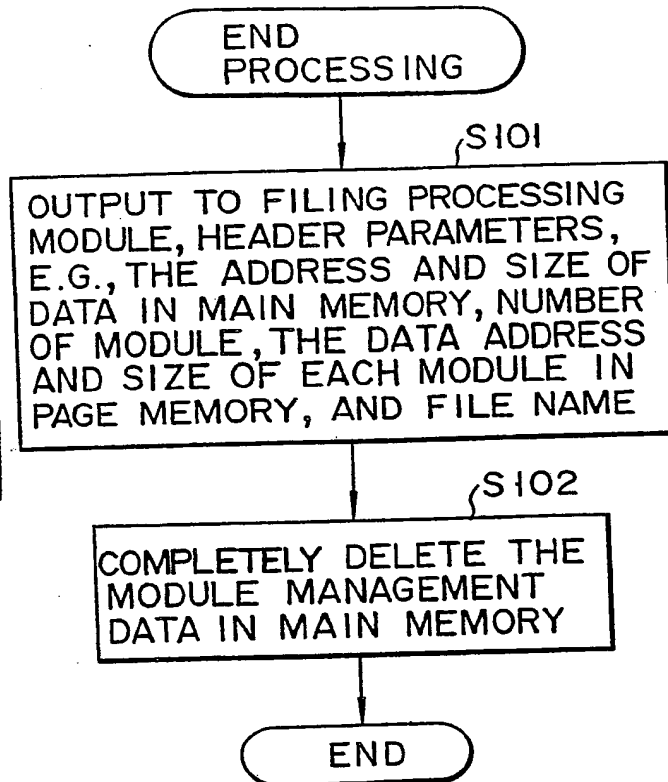 END
PROCESSING
S101
OUTPUT TO FILING PROCESSING
MODULE, HEADER PARAMETERS,
E.G., THE ADDRESS AND SIZE OF
DATA IN MAIN MEMORY, NUMBER
OF MODULE, THE DATA ADDRESS
AND SIZE OF EACH MODULE IN
PAGE MEMORY, AND FILE NAME
S102
COMPLETELY DELETE THE
MODULE MANAGEMENT
DATA IN MAIN MEMORY
END